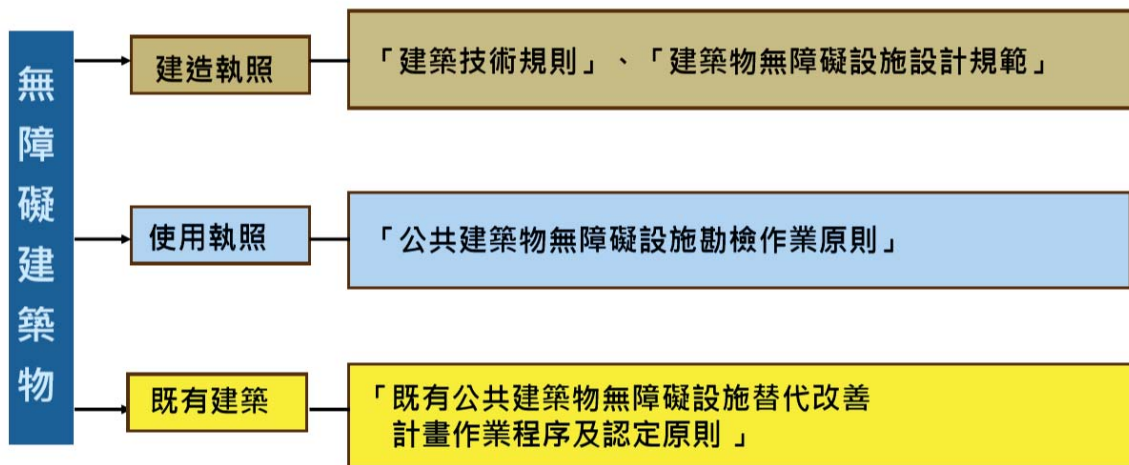 無障礙建築物
建造執照
「建築技術規則」、「建築物無障礙設施設計規範」
使用執照
「公共建築物無障礙設施勘檢作業原則」
既有建築
「既有公共建築物無障礙設施替代改善
計畫作業程序及認定原則 」